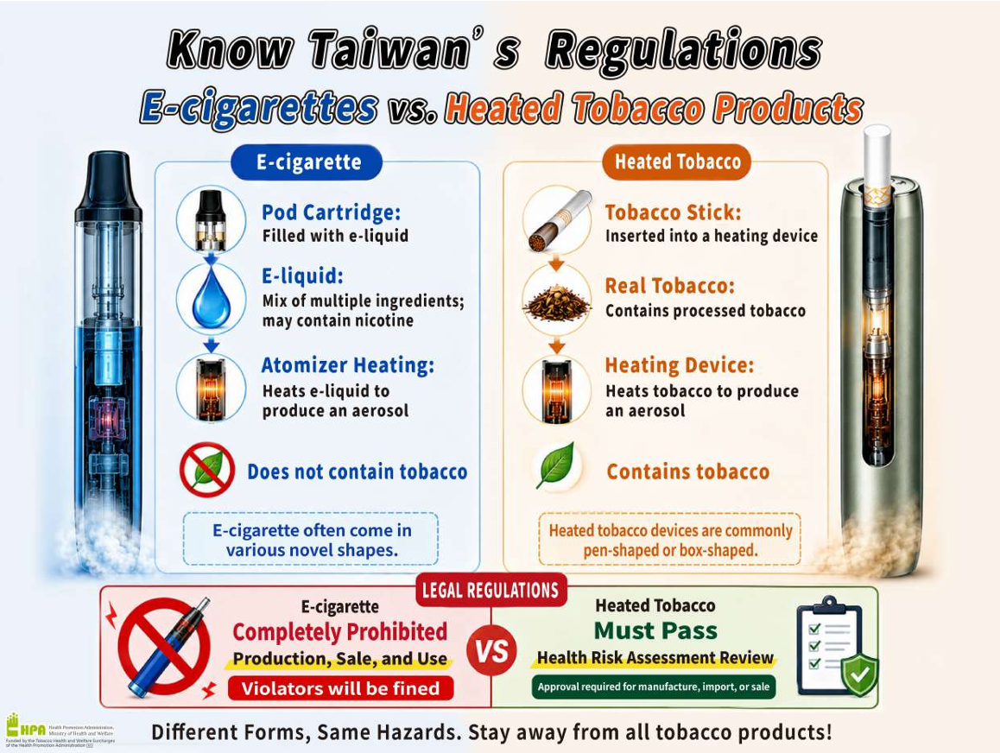 Know Taiwan's Regulations
E-cigarettes vs. Heated Tobacco Products
E-cigarette
Pod Cartridge:
Filled with e-liquid
E-liquid:
Mix of multiple ingredients;
may contain nicotine
Atomizer Heating:
Heats e-liquid to
produce an aerosol
Does not contain tobacco
E-cigarette often come in
various novel shapes.
Heated Tobacco
Tobacco Stick:
Inserted into a heating device
Real Tobacco:
Contains processed tobacco
Heating Device:
Heats tobacco to produce
an aerosol
Contains tobacco
Heated tobacco devices are commonly
pen-shaped or box-shaped.
LEGAL REGULATIONS
E-cigarette
Completely Prohibited
Production, Sale, and Use
Violators will be fined
VS
Heated Tobacco
Must Pass
Health Risk Assessment Review
Approval required for manufacture, import, or sale
HPA
Health Promotion Administration,
Ministry of Health and Welfare
Funded by the Tobacco Health and Welfare Surcharges
of the Health Promotion Administration
Different Forms, Same Hazards. Stay away from all tobacco products!